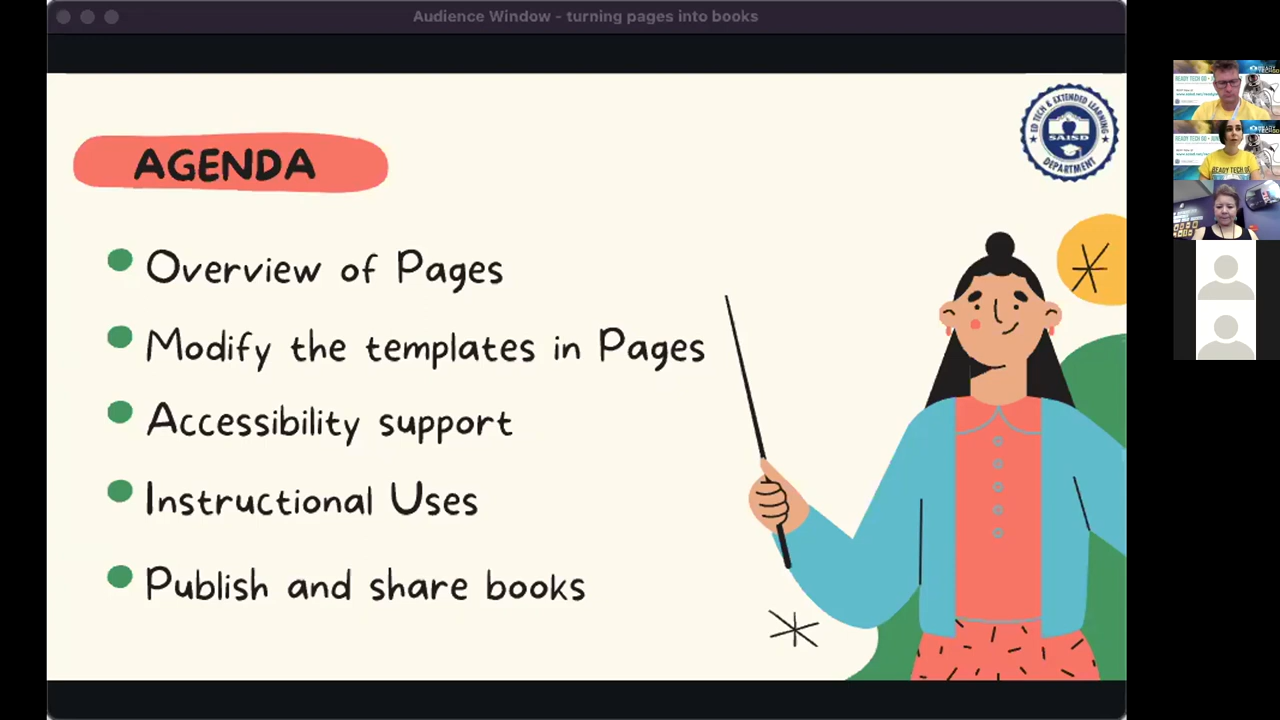 Audience Window - turning pages into books
AGENDA
Overview of Pages
Modify the templates in Pages
Accessibility support
Instructional Uses
Publish and share books
ED TECH & EXTENDED LEARNING
SAISD
DEPARTMENT